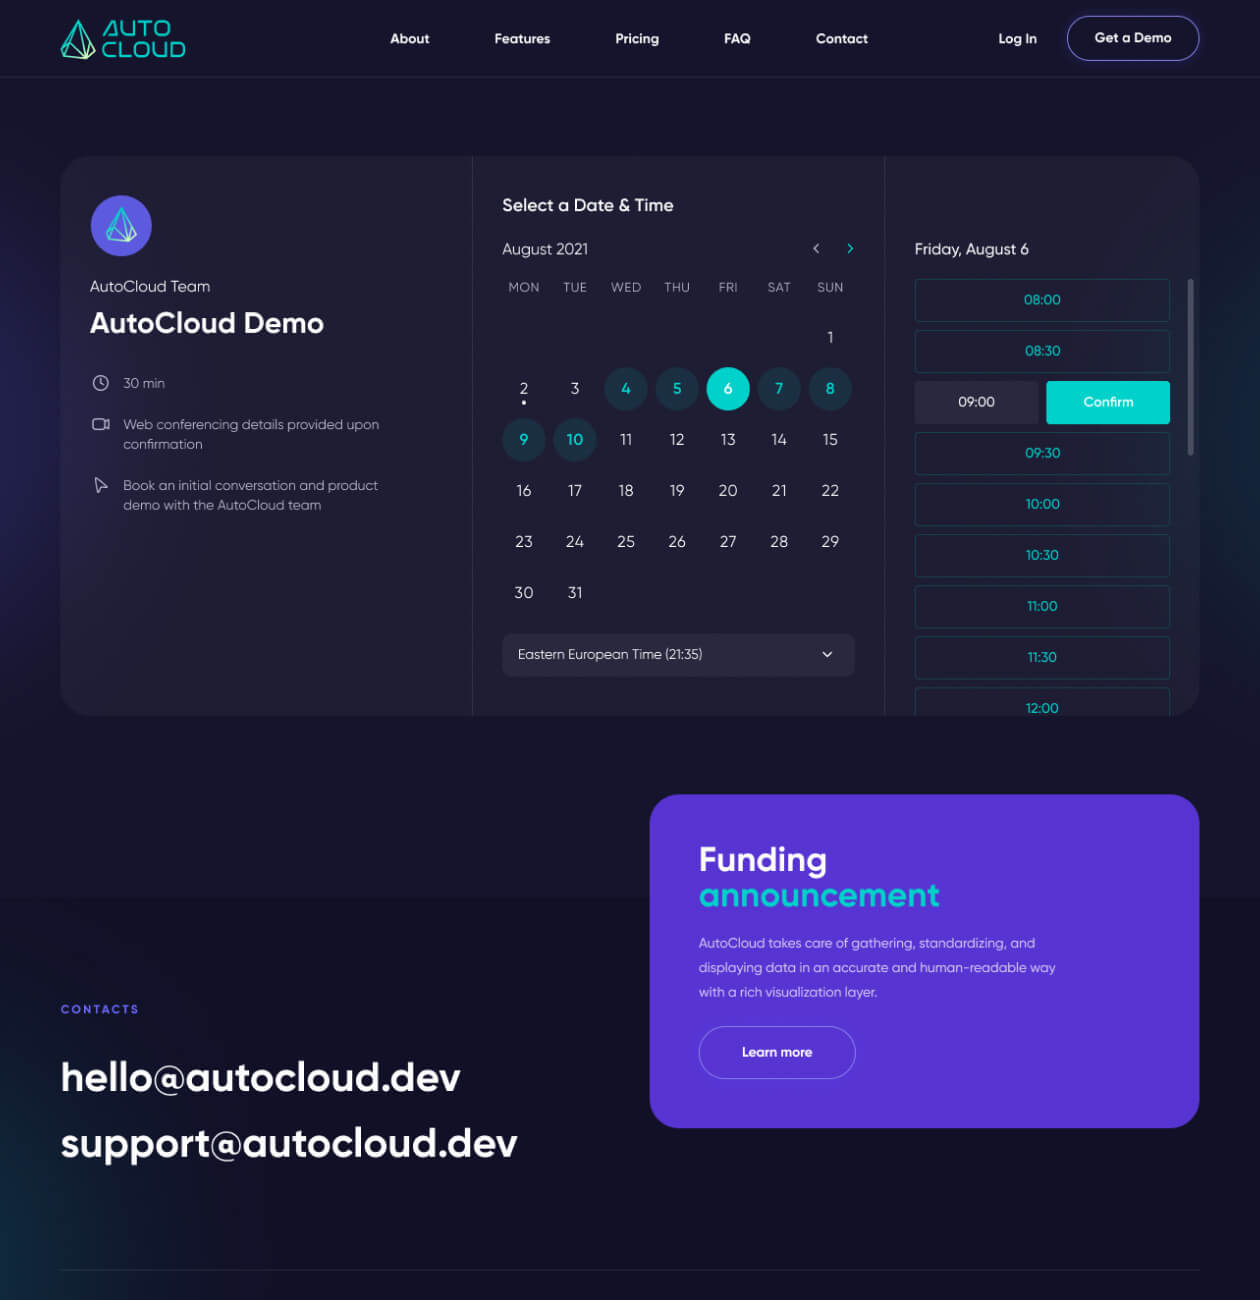 AUTO
CLOUD
About
Features
Pricing
FAQ
Contact
Log In
Get a Demo
AutoCloud Team
AutoCloud Demo
30 min
Web conferencing details provided upon
confirmation
Book an initial conversation and product
demo with the AutoCloud team
Select a Date & Time
August 2021
MON TUE WED THU FRI SAT SUN
1
2 3 4 5 6 7 8
9 10 11 12 13 14 15
16 17 18 19 20 21 22
23 24 25 26 27 28 29
30 31
Eastern European Time (21:35)
Friday, August 6
08:00
08:30
09:00 Confirm
09:30
10:00
10:30
11:00
11:30
12:00
Funding
announcement
AutoCloud takes care of gathering, standardizing, and
displaying data in an accurate and human-readable way
with a rich visualization layer.
Learn more
CONTACTS
hello@autocloud.dev
support@autocloud.dev